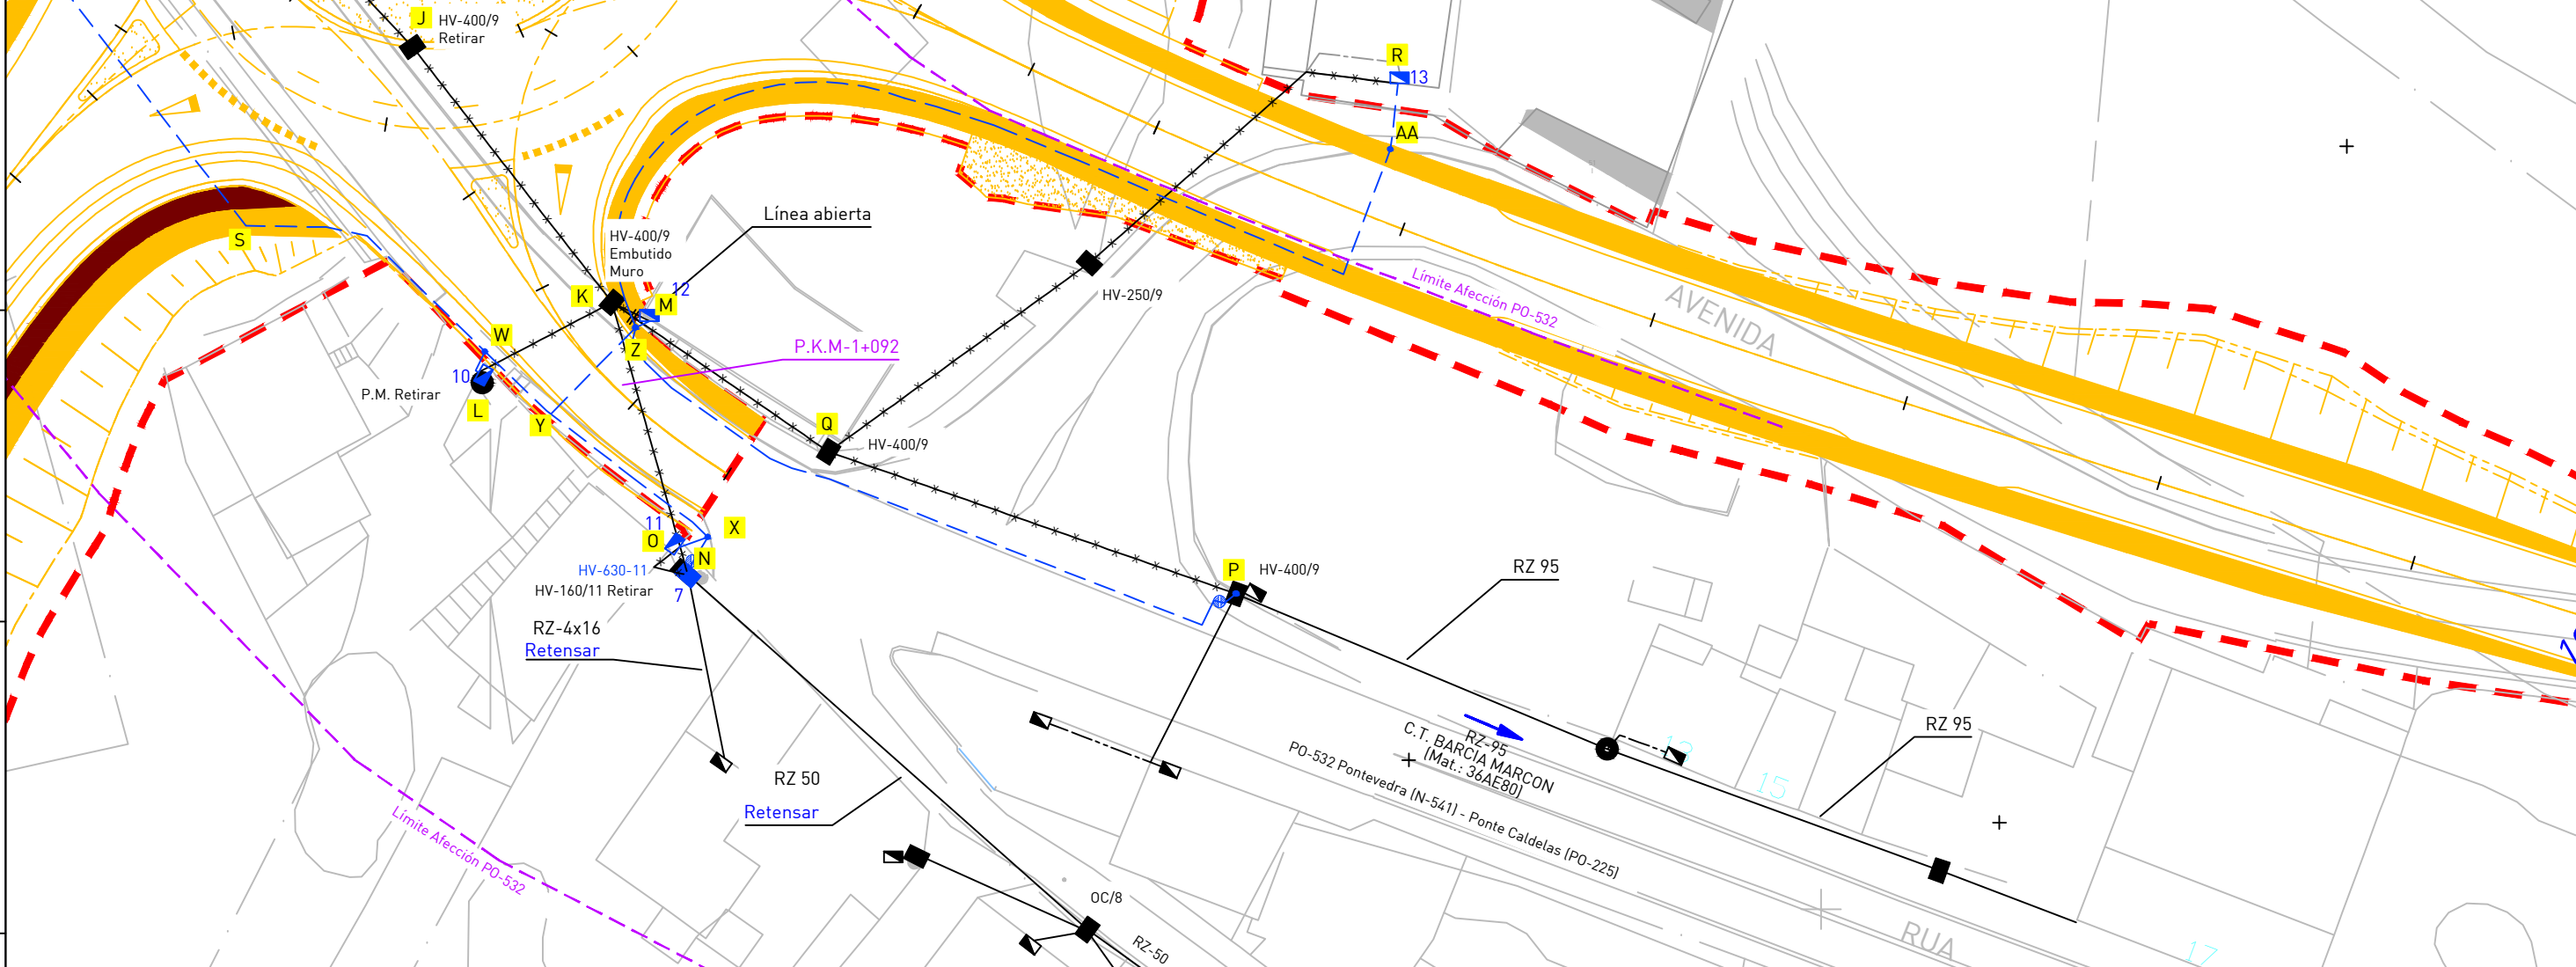 J
HV-400/9
Retirar
R
13
AA
Línea abierta
HV-400/9
Embutido
Muro
S
K
12
M
HV-250/9
Límite Afección PO-532
AVENIDA
W
Z
P.K.M-1+092
10
P.M. Retirar
L
Y
Q
HV-400/9
11
X
O
N
HV-630-11
HV-160/11 Retirar
7
P
HV-400/9
RZ 95
RZ-4x16
Retensar
RZ 95
RZ-95
C.T. BARCIA MARCON
(Mat.: 36AE80)
PO-532 Pontevedra (N-541) - Ponte Caldelas (PO-225)
15
RZ 50
Retensar
Límite Afección PO-532
OC/8
RZ-50
RUA
17